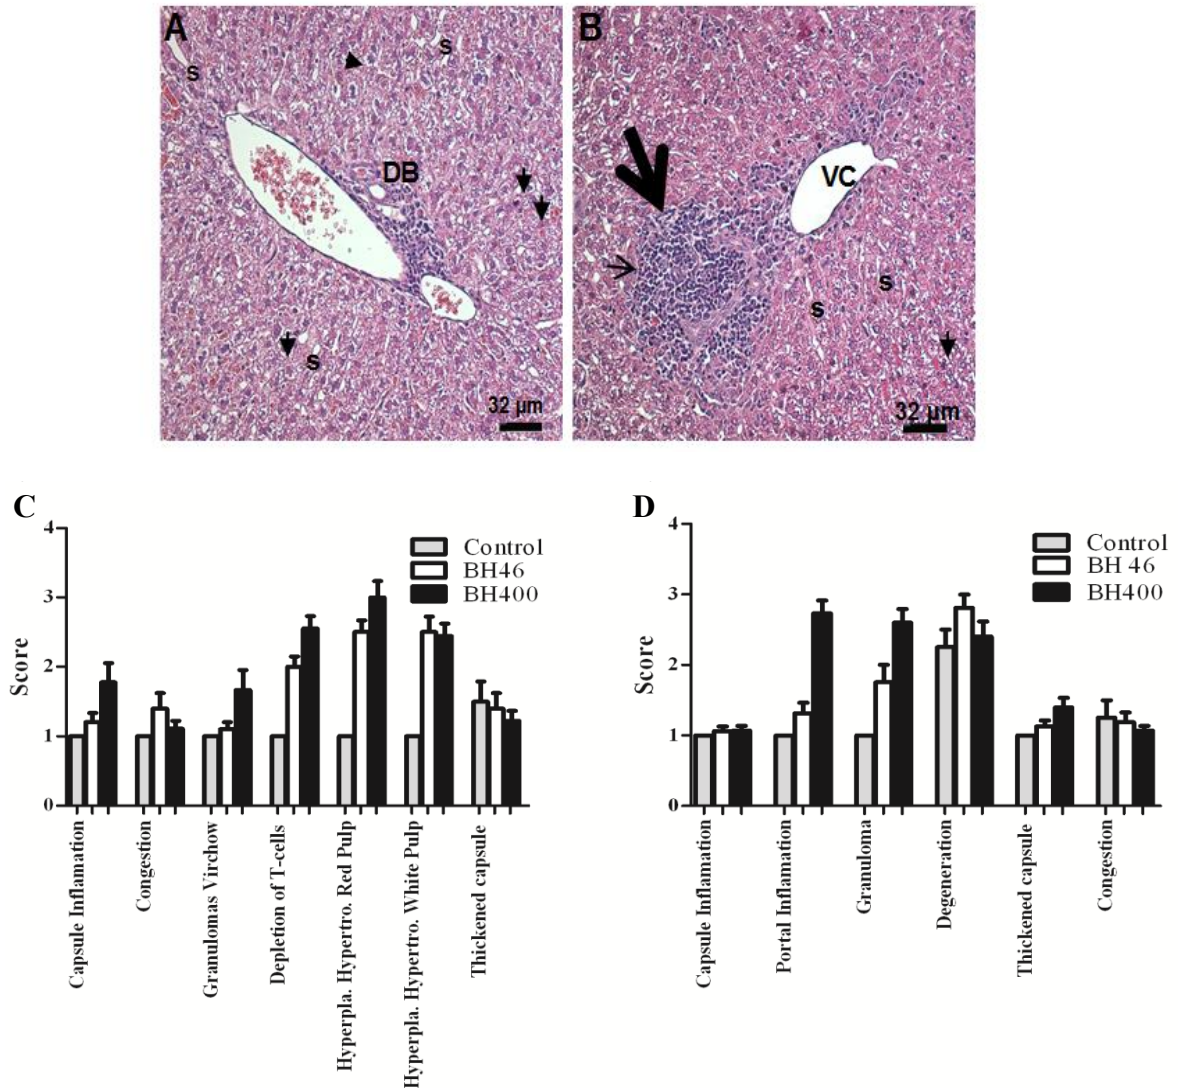 A
s
s
DB
s
32 µm
B
VC
s
s
32 µm
C
Score
4
3
2
1
0
Control
BH46
BH400
Capsule Inflamation
Congestion
Granulomas Virchow
Depletion of T-cells
Hyperpla. Hypertro. Red Pulp
Hyperpla. Hypertro. White Pulp
Thickened capsule
D
Score
4
3
2
1
0
Control
BH 46
BH400
Capsule Inflamation
Portal Inflamation
Granuloma
Degeneration
Thickened capsule
Congestion